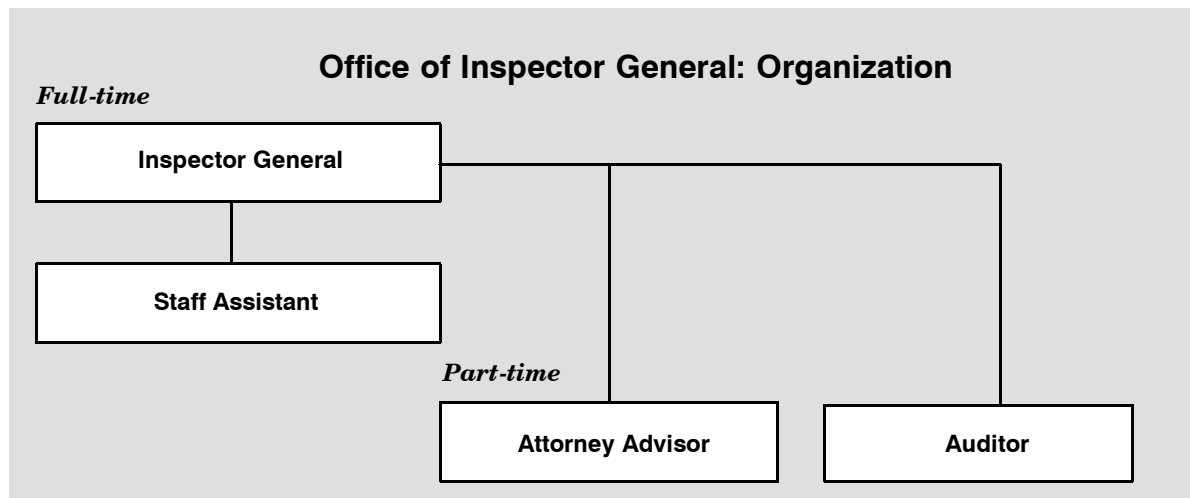 Office of Inspector General: Organization
Full-time
Inspector General
Staff Assistant
Part-time
Attorney Advisor
Auditor